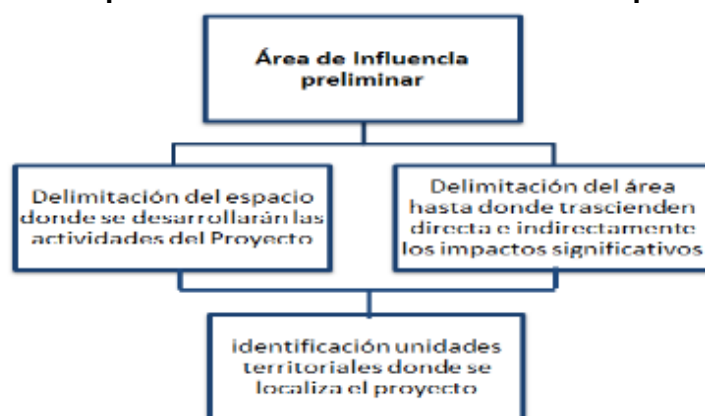 Área de Influencia
preliminar
Delimitación del espacio
donde se desarrollarán las
actividades del Proyecto
Delimitación del área
hasta donde trascienden
directa e indirectamente
los impactos significativos
identificación unidades
territoriales donde se
localiza el proyecto